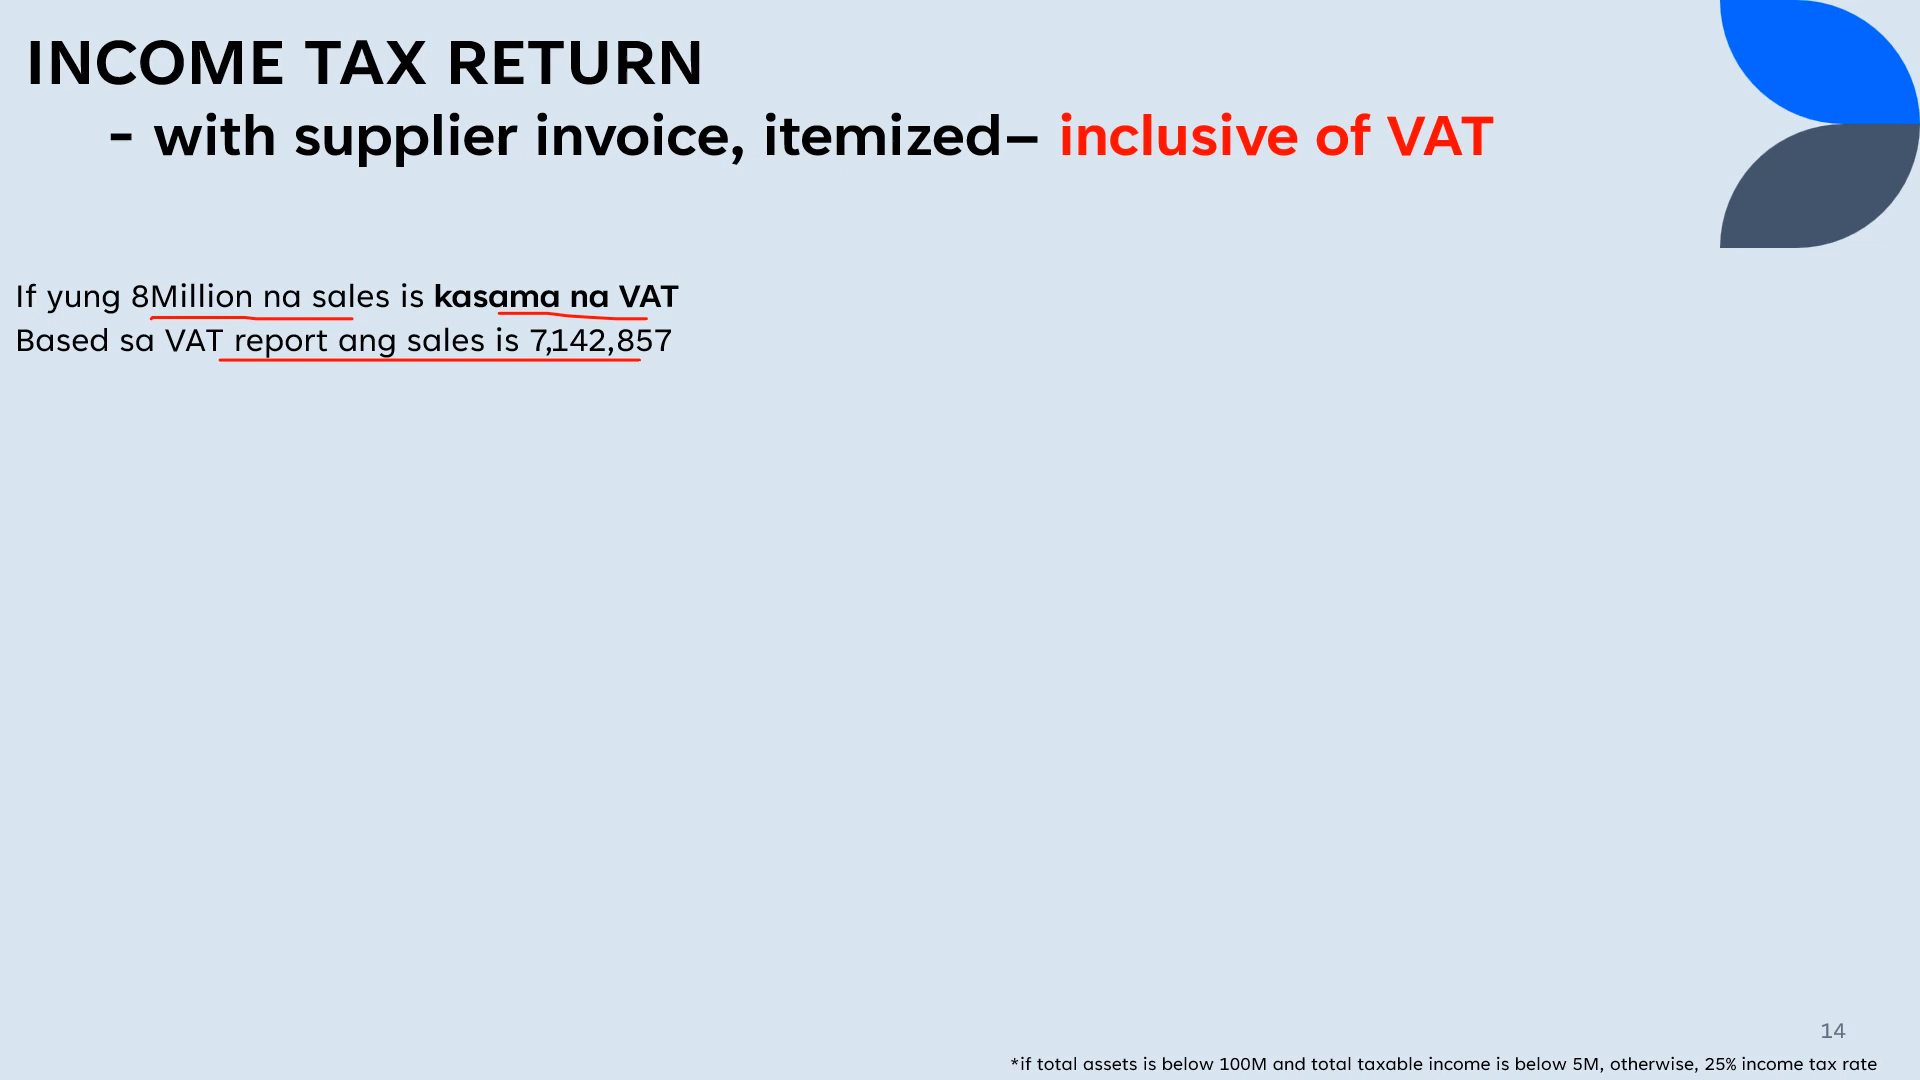 INCOME TAX RETURN
- with supplier invoice, itemized– inclusive of VAT
If yung 8Million na sales is kasama na VAT
Based sa VAT report ang sales is 7,142,857
14
*if total assets is below 100M and total taxable income is below 5M, otherwise, 25% income tax rate